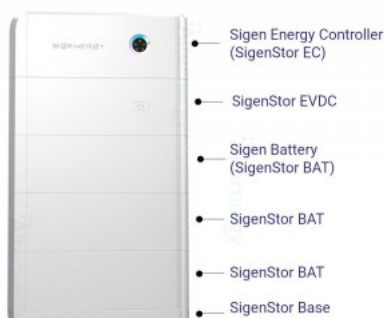 sigenergy
Sigen Energy Controller
(SigenStor EC)
SigenStor EVDC
Sigen Battery
(SigenStor BAT)
SigenStor BAT
SigenStor BAT
SigenStor Base